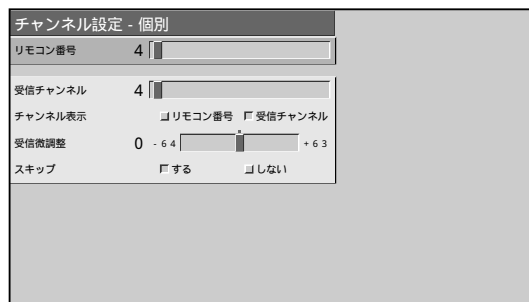 チャンネル設定 - 個別
リモコン番号 4
受信チャンネル 4
チャンネル表示 リモコン番号 受信チャンネル
受信微調整 0 -64 +63
スキップ する しない